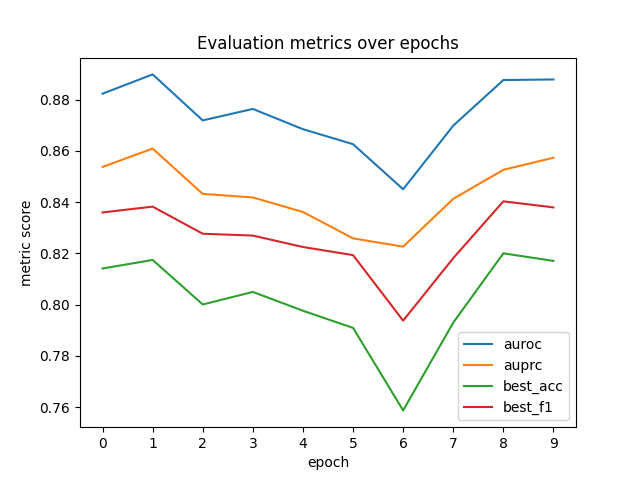 Evaluation metrics over epochs
metric score
0.88
0.86
0.84
0.82
0.80
0.78
0.76
auroc
auprc
best_acc
best_f1
0 1 2 3 4 5 6 7 8 9
epoch